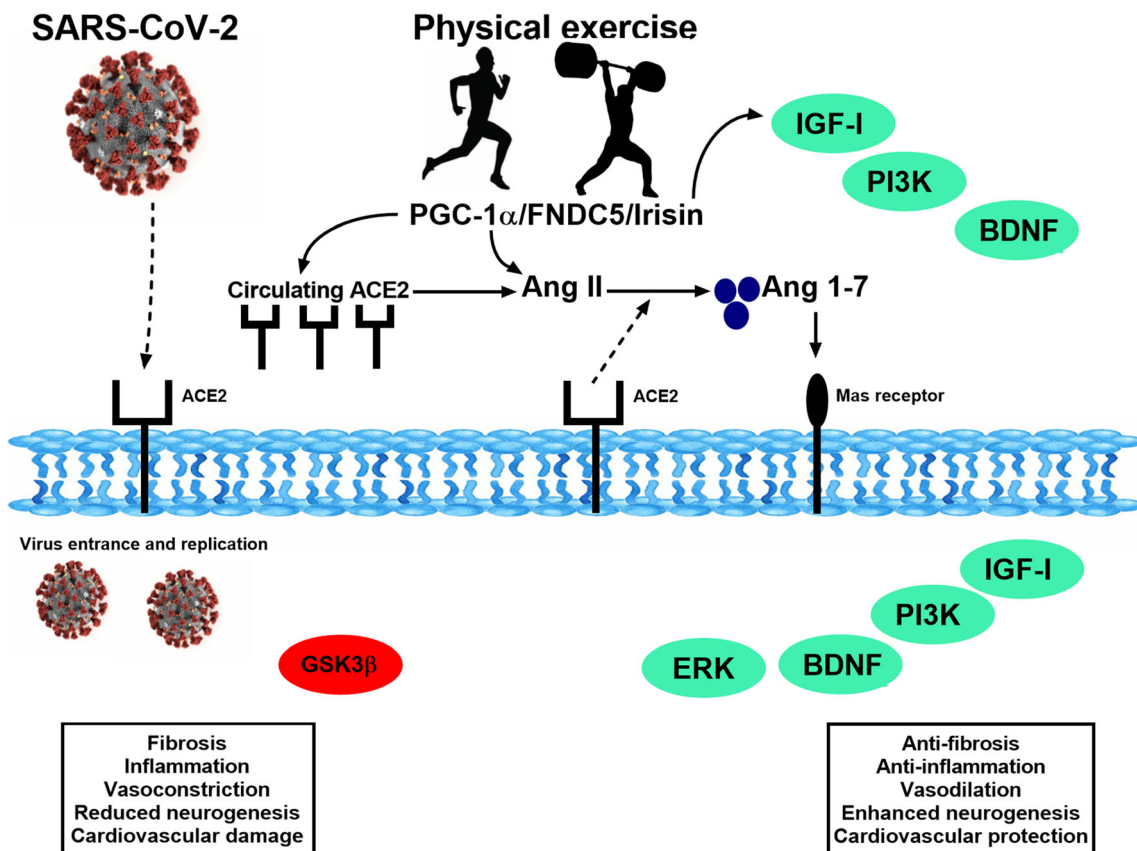 SARS-CoV-2
Physical exercise
IGF-I
PI3K
BDNF
PGC-1α/FNDC5/Irisin
Circulating ACE2
Ang II
Ang 1-7
ACE2
ACE2
Mas receptor
Virus entrance and replication
GSK3β
IGF-I
PI3K
BDNF
ERK
Fibrosis
Inflammation
Vasoconstriction
Reduced neurogenesis
Cardiovascular damage
Anti-fibrosis
Anti-inflammation
Vasodilation
Enhanced neurogenesis
Cardiovascular protection